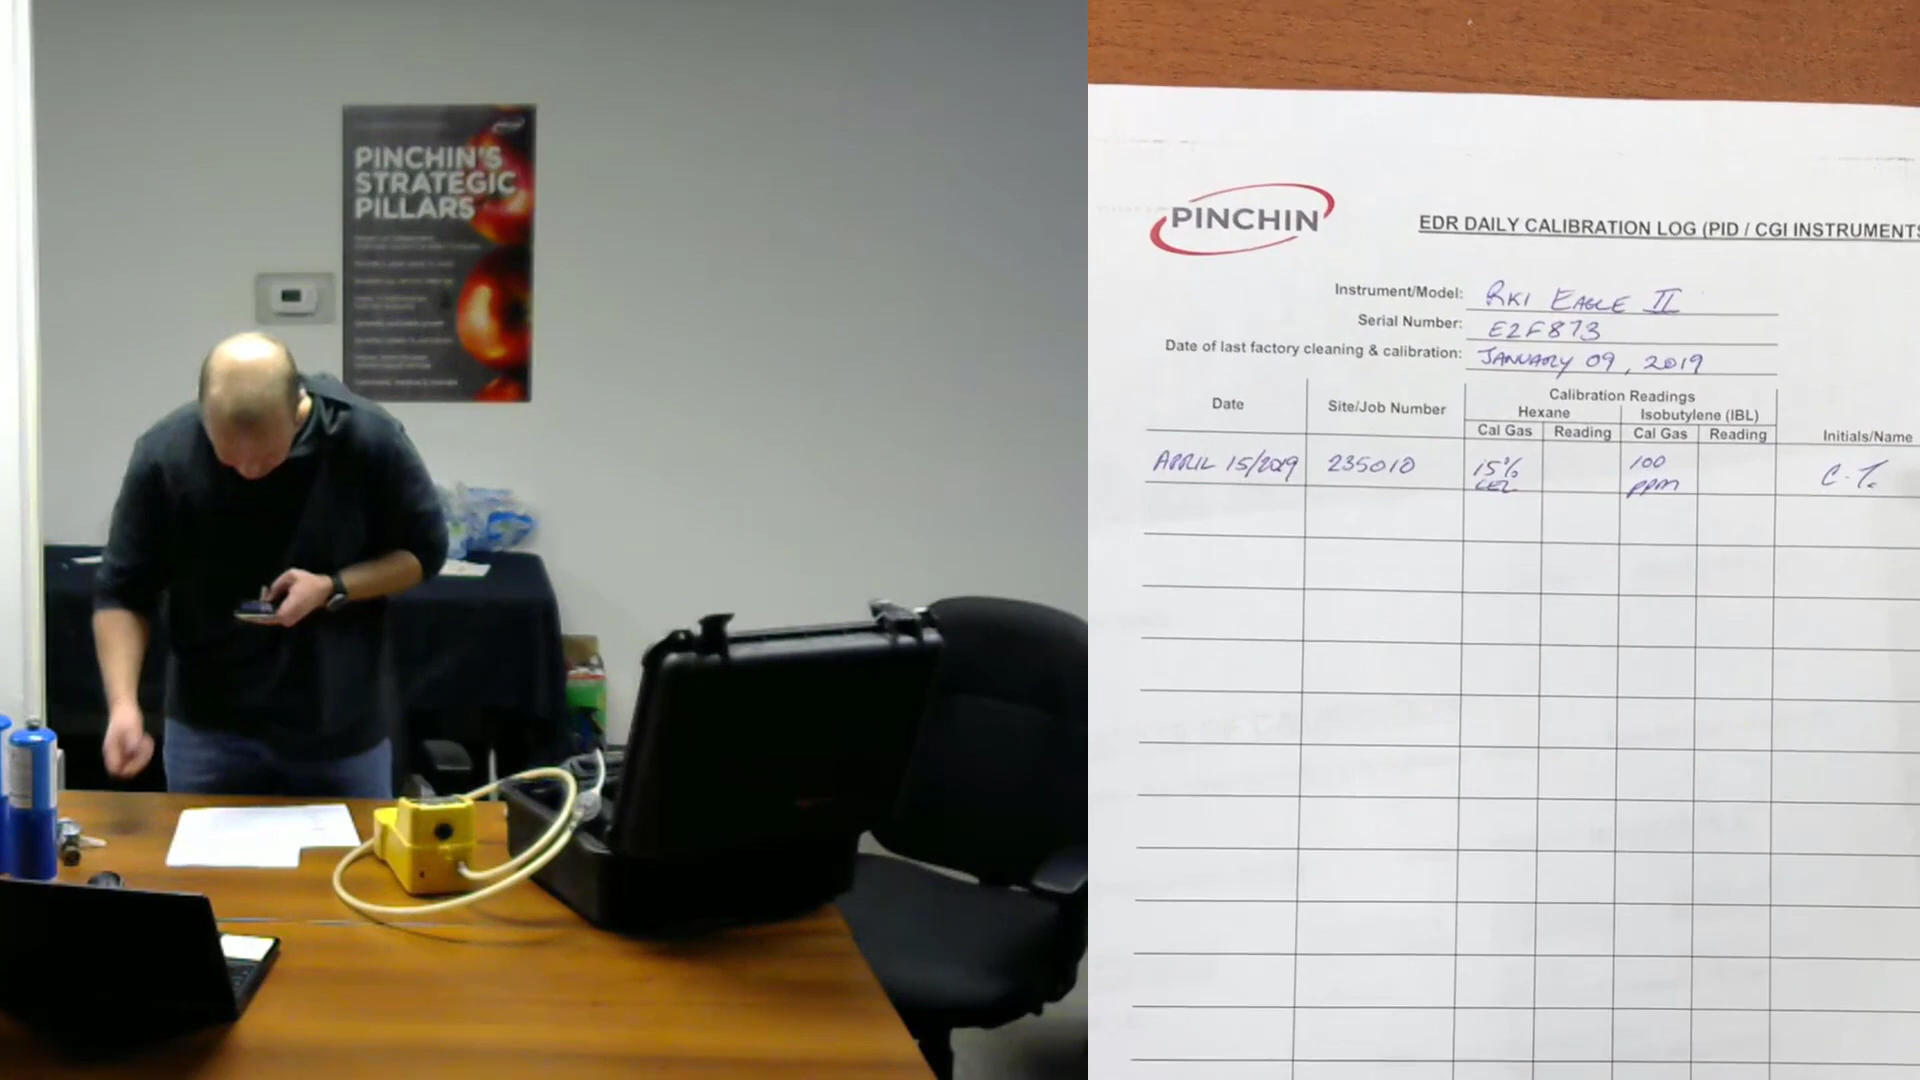 PINCHIN'S
STRATEGIC
PILLARS
PINCHIN
EDR DAILY CALIBRATION LOG (PID / CGI INSTRUMENTS
Instrument/Model: RKI EAGLE II
Serial Number: E2F873
Date of last factory cleaning & calibration: JANUARY 09, 2019
Calibration Readings
Date Site/Job Number Hexane Isobutylene (IBL)
Cal Gas Reading Cal Gas Reading Initials/Name
APRIL 15/2019 235010 15% 100 C.T.
LEL ppm